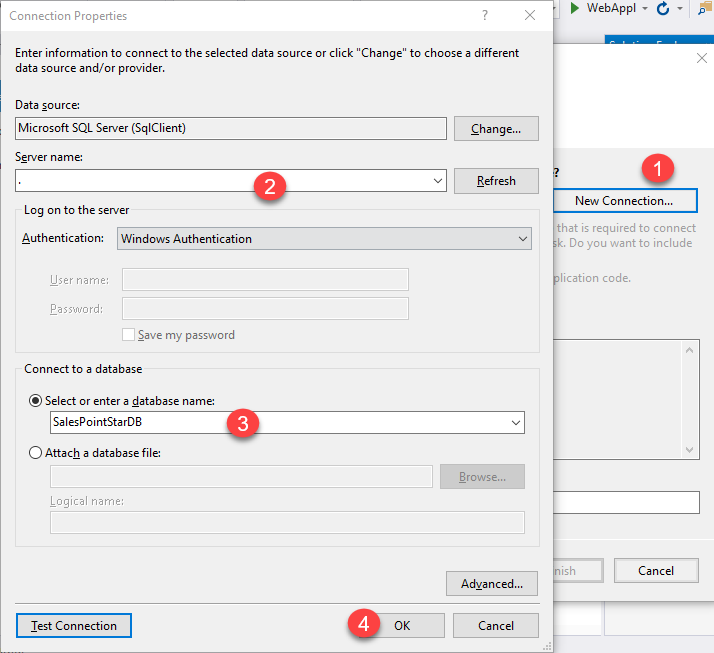 Connection Properties
?
WebAppl
Enter information to connect to the selected data source or click "Change" to choose a different
data source and/or provider.
Data source:
Microsoft SQL Server (SqlClient)
Change...
Server name:
.
2
Refresh
Log on to the server
Authentication:
Windows Authentication
User name:
Password:
Save my password
Connect to a database
Select or enter a database name:
SalesPointStarDB
3
Attach a database file:
Browse...
Logical name:
Advanced...
Test Connection
4
OK
Cancel
?
1
New Connection...
that is required to connect
Do you want to include
code.
Cancel